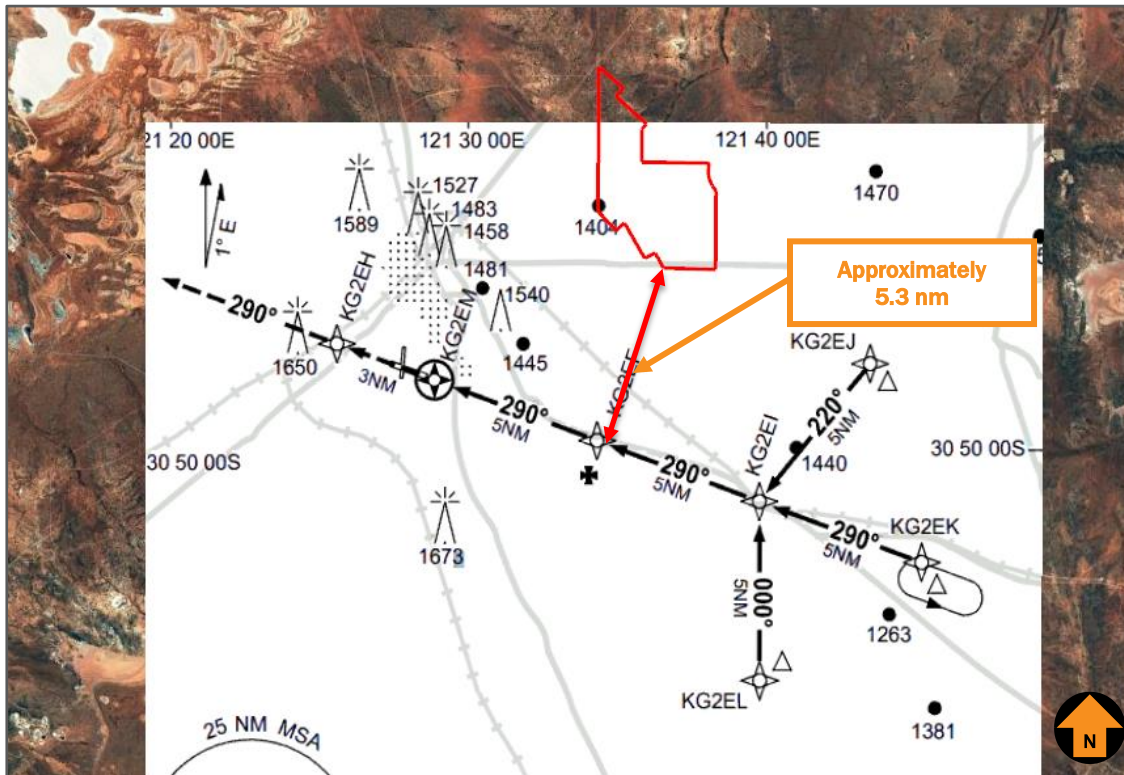 21 20 00E
121 30 00E
121 40 00E
1° E
1589
1527
1483
1458
1404
1470
1481
1540
Approximately
5.3 nm
KG2EH
KG2EM
290°
1650
3NM
1445
290°
5NM
KG2EJ
220°
5NM
KG2EI
30 50 00S
1440
30 50 00S
290°
5NM
1673
290°
5NM
KG2EK
000°
5NM
1263
KG2EL
1381
25 NM MSA
N